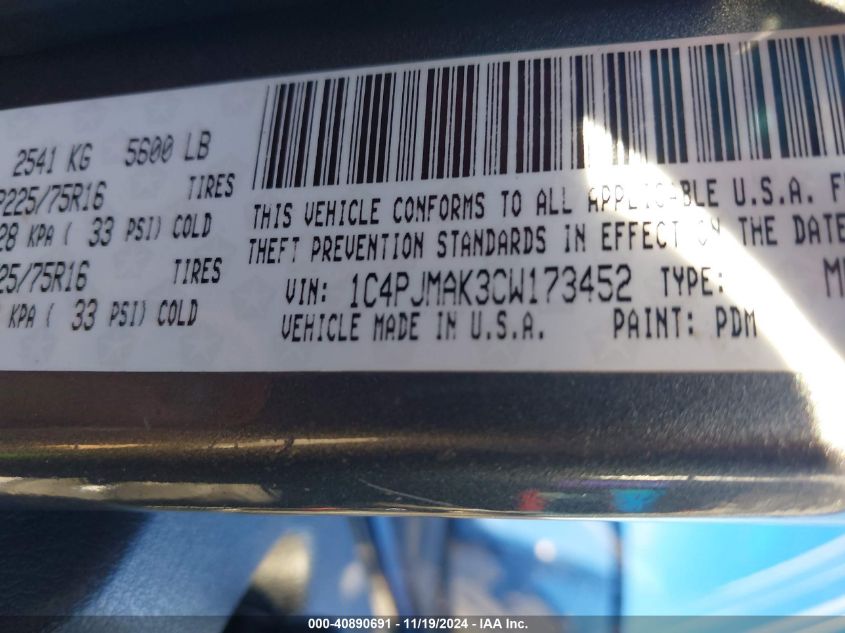 2541 KG 5600 LB
P225/75R16 TIRES
28 KPA ( 33 PSI) COLD
25/75R16 TIRES
KPA ( 33 PSI) COLD
THIS VEHICLE CONFORMS TO ALL APPLICABLE U.S.A. F
THEFT PREVENTION STANDARDS IN EFFECT ON THE DATE
VIN: 1C4PJMAK3CW173452 TYPE: M
VEHICLE MADE IN U.S.A. PAINT: PDM
000-40890691 - 11/19/2024 - IAA Inc.